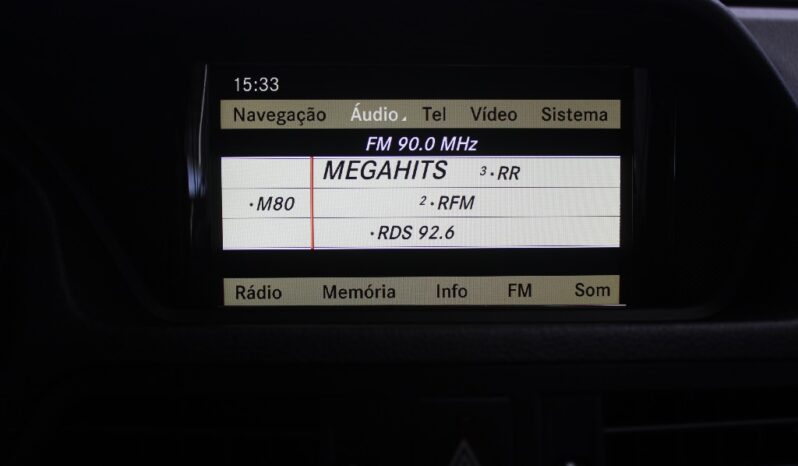 15:33
Navegação Áudio Tel Vídeo Sistema
FM 90.0 MHz
MEGAHITS ³·RR
·M80 ²·RFM
·RDS 92.6
Rádio Memória Info FM Som